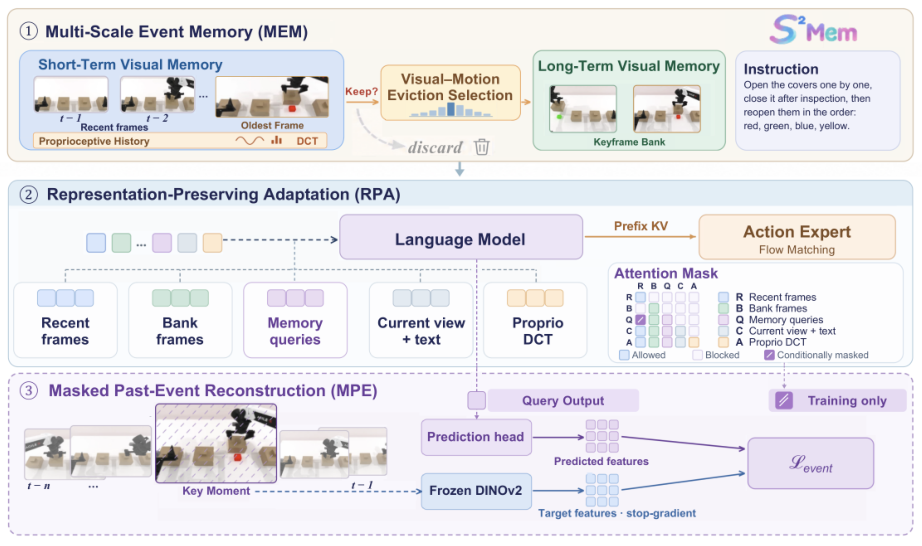 ① Multi-Scale Event Memory (MEM)
S²Mem
Short-Term Visual Memory
t − 1
t − 2
...
Recent frames
Oldest Frame
Proprioceptive History
DCT
Keep?
Visual–Motion
Eviction Selection
discard
Long-Term Visual Memory
Keyframe Bank
Instruction
Open the covers one by one,
close it after inspection, then
reopen them in the order:
red, green, blue, yellow.
② Representation-Preserving Adaptation (RPA)
...
Language Model
Prefix KV
Action Expert
Flow Matching
Recent
frames
Bank
frames
Memory
queries
Current view
+ text
Proprio
DCT
Attention Mask
R B Q C A
R
B
Q
C
A
R Recent frames
B Bank frames
Q Memory queries
C Current view + text
A Proprio DCT
Allowed
Blocked
Conditionally masked
③ Masked Past-Event Reconstruction (MPE)
t − n
...
Key Moment
t − 1
Query Output
Training only
Prediction head
Predicted features
Frozen DINOv2
Target features · stop-gradient
ℒevent